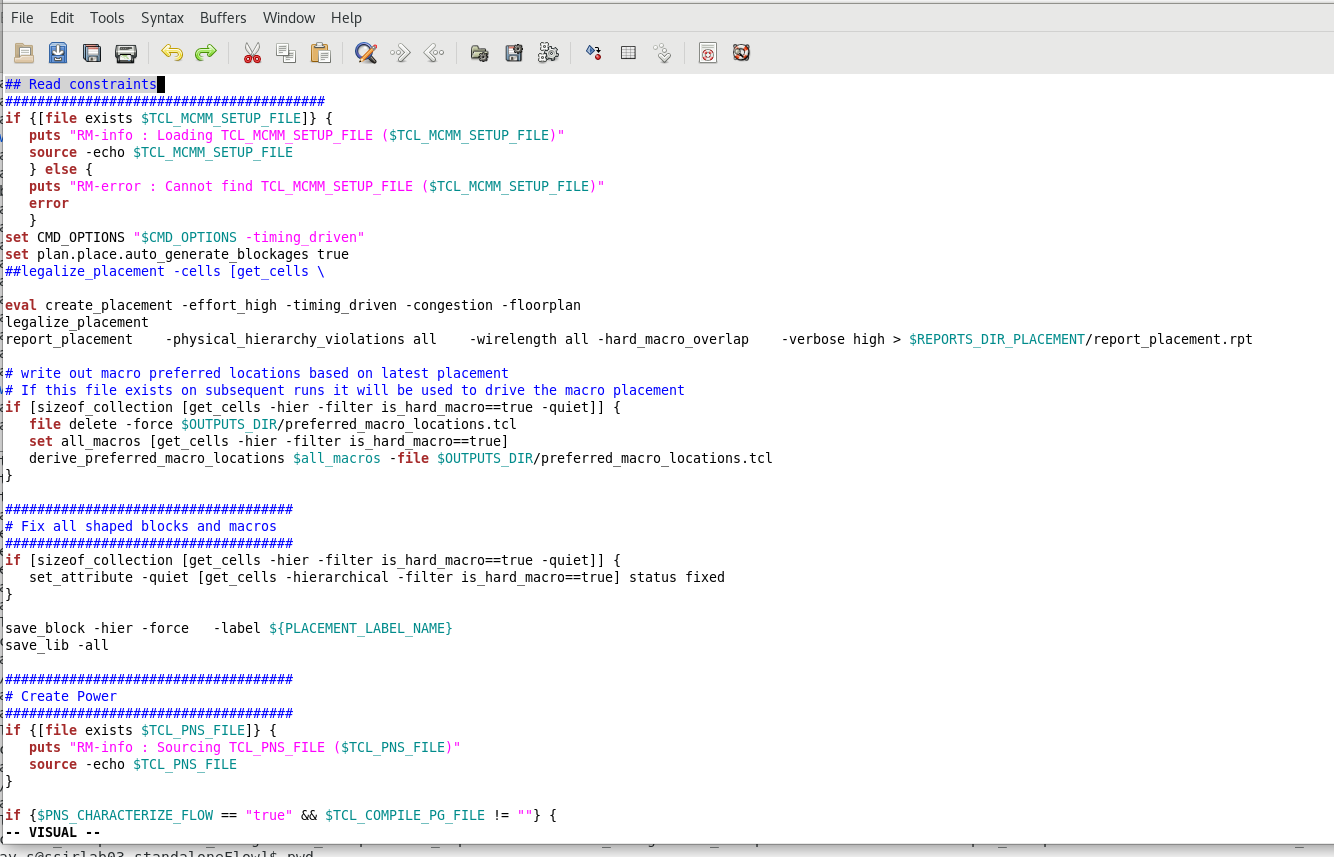 File Edit Tools Syntax Buffers Window Help
## Read constraints
########################################
if {[file exists $TCL_MCMM_SETUP_FILE]} {
   puts "RM-info : Loading TCL_MCMM_SETUP_FILE ($TCL_MCMM_SETUP_FILE)"
   source -echo $TCL_MCMM_SETUP_FILE
   } else {
   puts "RM-error : Cannot find TCL_MCMM_SETUP_FILE ($TCL_MCMM_SETUP_FILE)"
   error
   }
set CMD_OPTIONS "$CMD_OPTIONS -timing_driven"
set plan.place.auto_generate_blockages true
##legalize_placement -cells [get_cells \
eval create_placement -effort_high -timing_driven -congestion -floorplan
legalize_placement
report_placement    -physical_hierarchy_violations all    -wirelength all -hard_macro_overlap    -verbose high > $REPORTS_DIR_PLACEMENT/report_placement.rpt
# write out macro preferred locations based on latest placement
# If this file exists on subsequent runs it will be used to drive the macro placement
if [sizeof_collection [get_cells -hier -filter is_hard_macro==true -quiet]] {
   file delete -force $OUTPUTS_DIR/preferred_macro_locations.tcl
   set all_macros [get_cells -hier -filter is_hard_macro==true]
   derive_preferred_macro_locations $all_macros -file $OUTPUTS_DIR/preferred_macro_locations.tcl
}
####################################
# Fix all shaped blocks and macros
####################################
if [sizeof_collection [get_cells -hier -filter is_hard_macro==true -quiet]] {
   set_attribute -quiet [get_cells -hierarchical -filter is_hard_macro==true] status fixed
}
save_block -hier -force   -label ${PLACEMENT_LABEL_NAME}
save_lib -all
####################################
# Create Power
####################################
if {[file exists $TCL_PNS_FILE]} {
   puts "RM-info : Sourcing TCL_PNS_FILE ($TCL_PNS_FILE)"
   source -echo $TCL_PNS_FILE
}
if {$PNS_CHARACTERIZE_FLOW == "true" && $TCL_COMPILE_PG_FILE != ""} {
-- VISUAL --